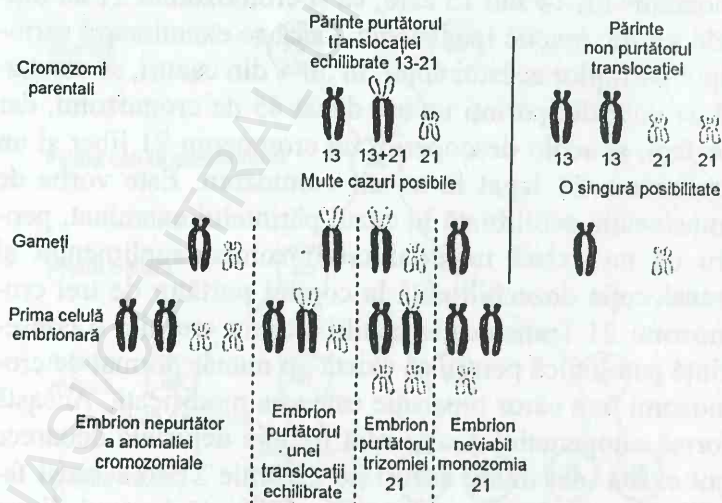 Cromozomi
parentali
Părinte purtătorul
translocației
echilibrate 13-21
13 13+21 21
Multe cazuri posibile
Părinte
non purtătorul
translocației
13 13 21 21
O singură posibilitate
Gameți
Prima celulă
embrionară
Embrion nepurtător
a anomaliei
cromozomiale
Embrion
purtătorul
unei
translocații
echilibrate
Embrion
purtătorul
trizomiei
21
Embrion
neviabil
monozomia
21